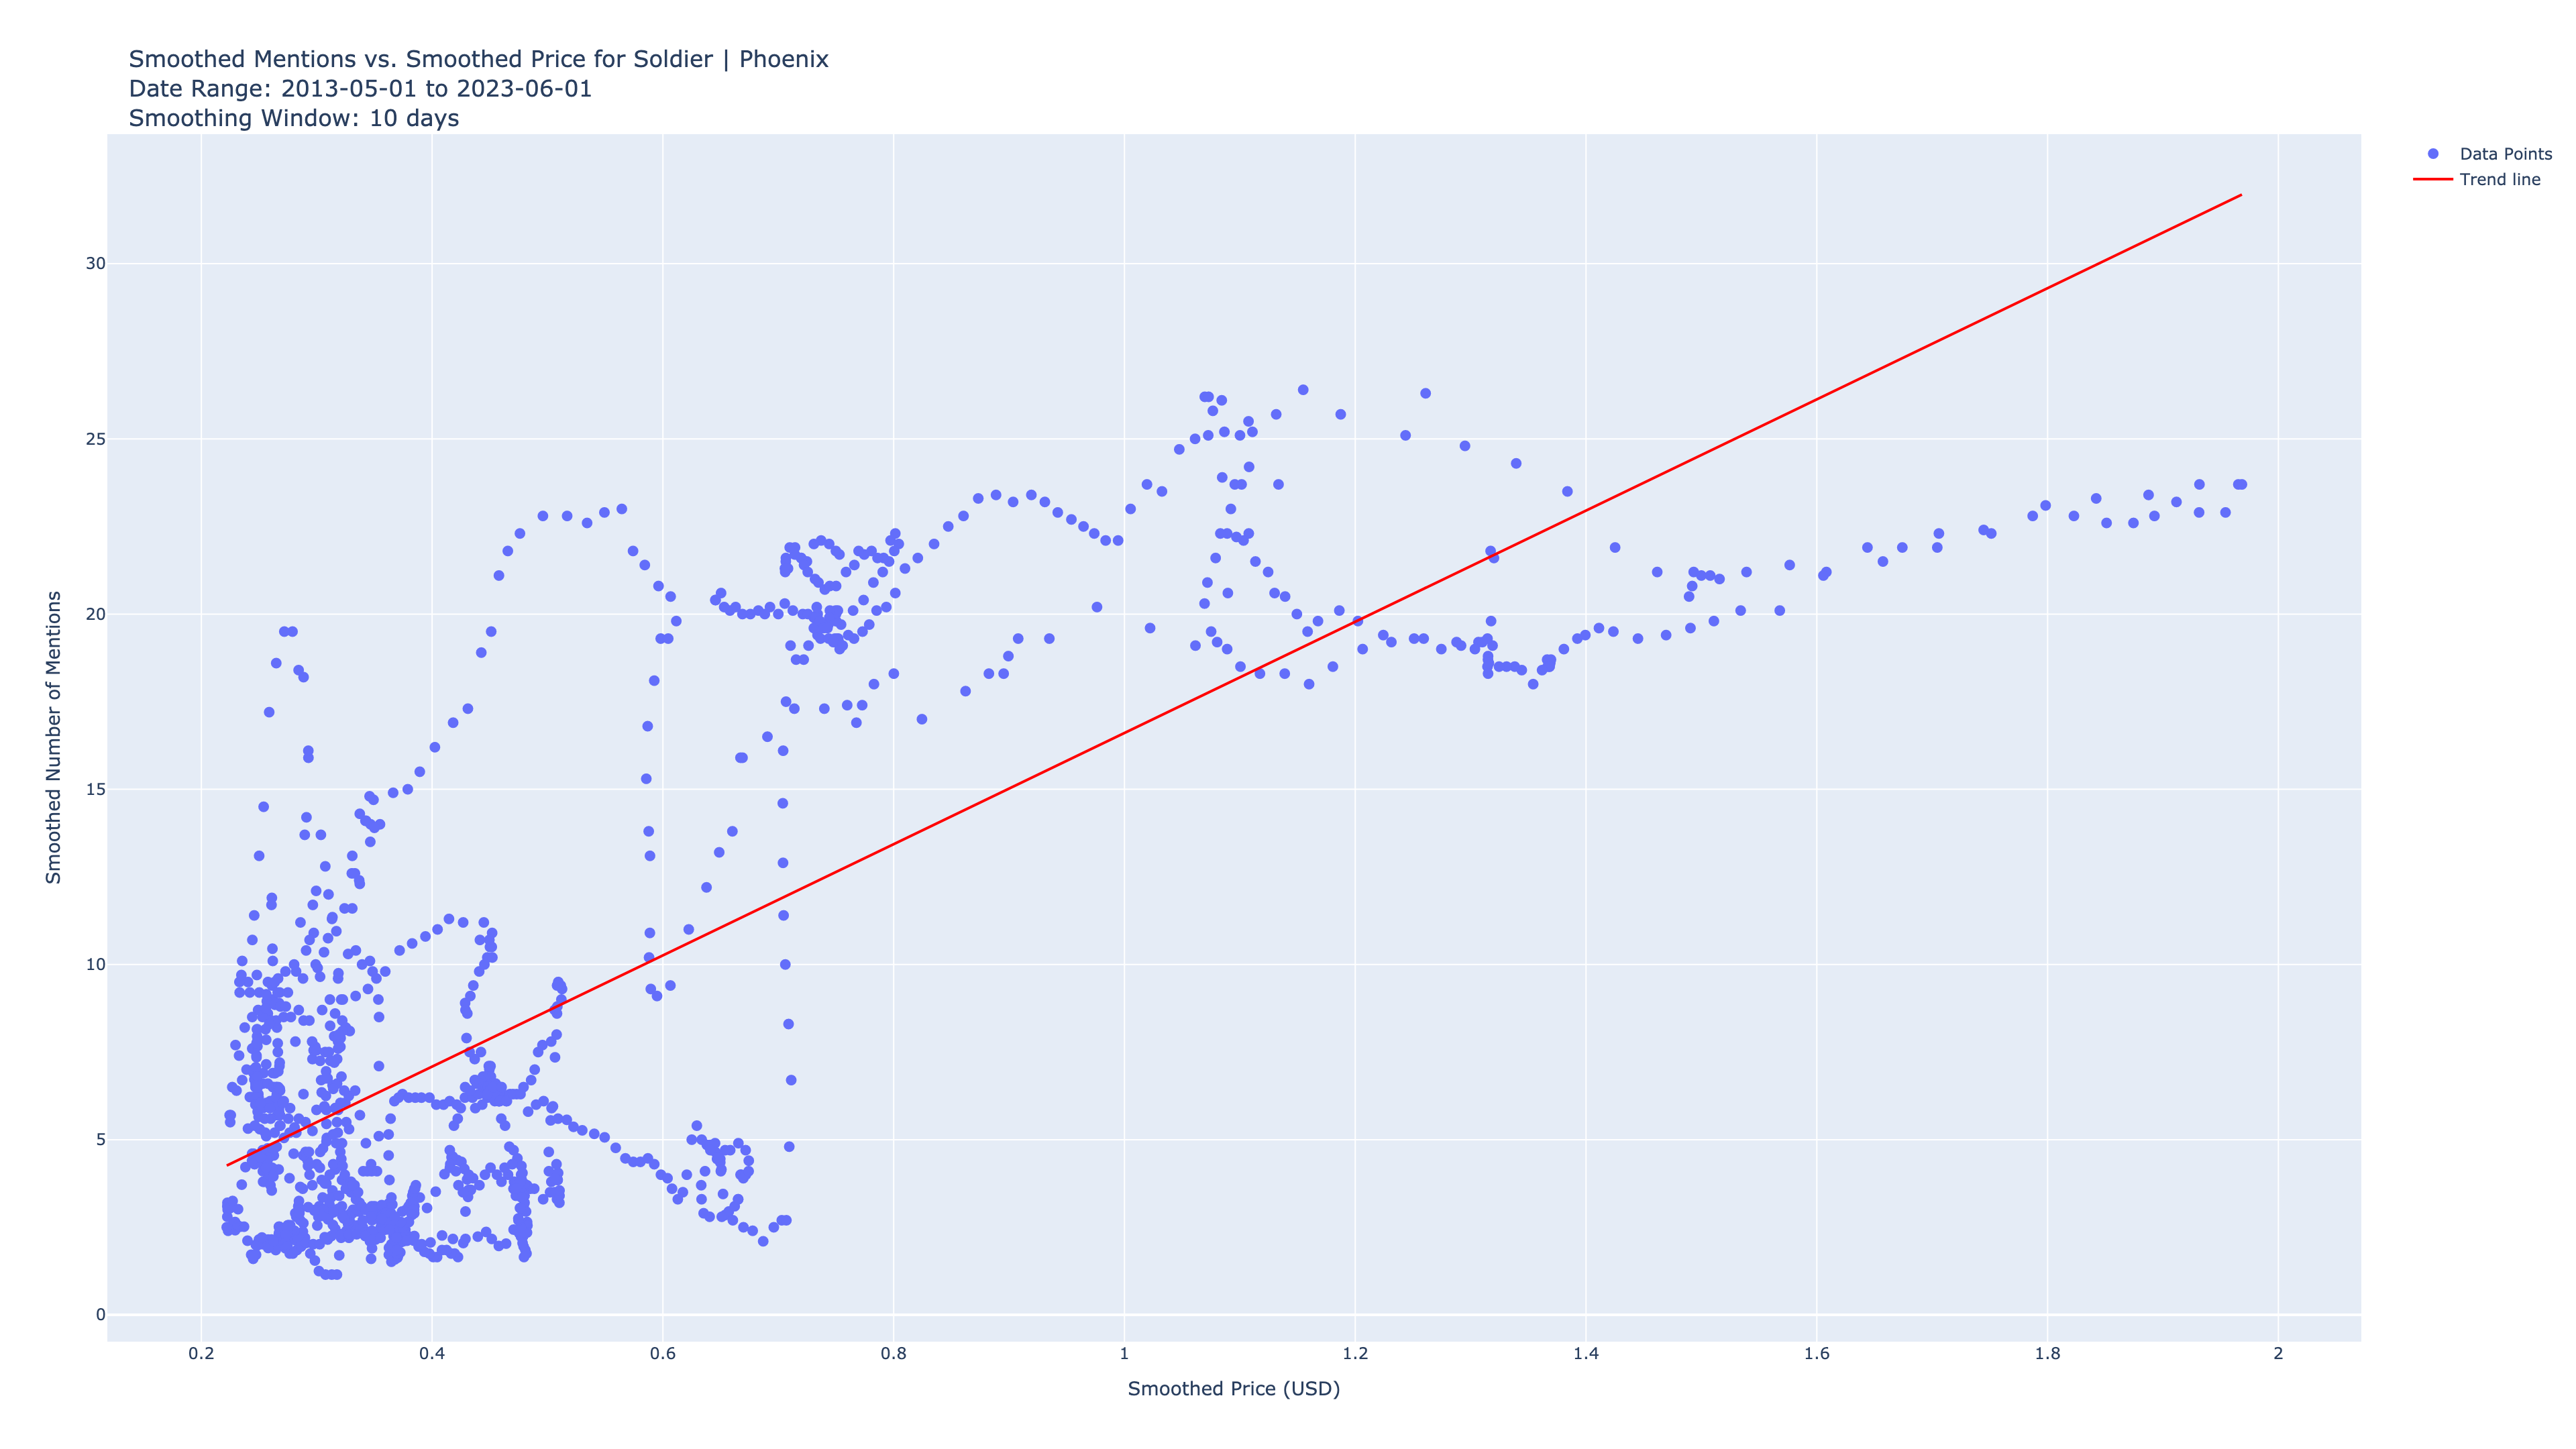 Smoothed Mentions vs. Smoothed Price for Soldier | Phoenix
Date Range: 2013-05-01 to 2023-06-01
Smoothing Window: 10 days
Data Points
Trend line
30
25
20
15
10
5
0
Smoothed Number of Mentions
0.2
0.4
0.6
0.8
1
1.2
1.4
1.6
1.8
2
Smoothed Price (USD)